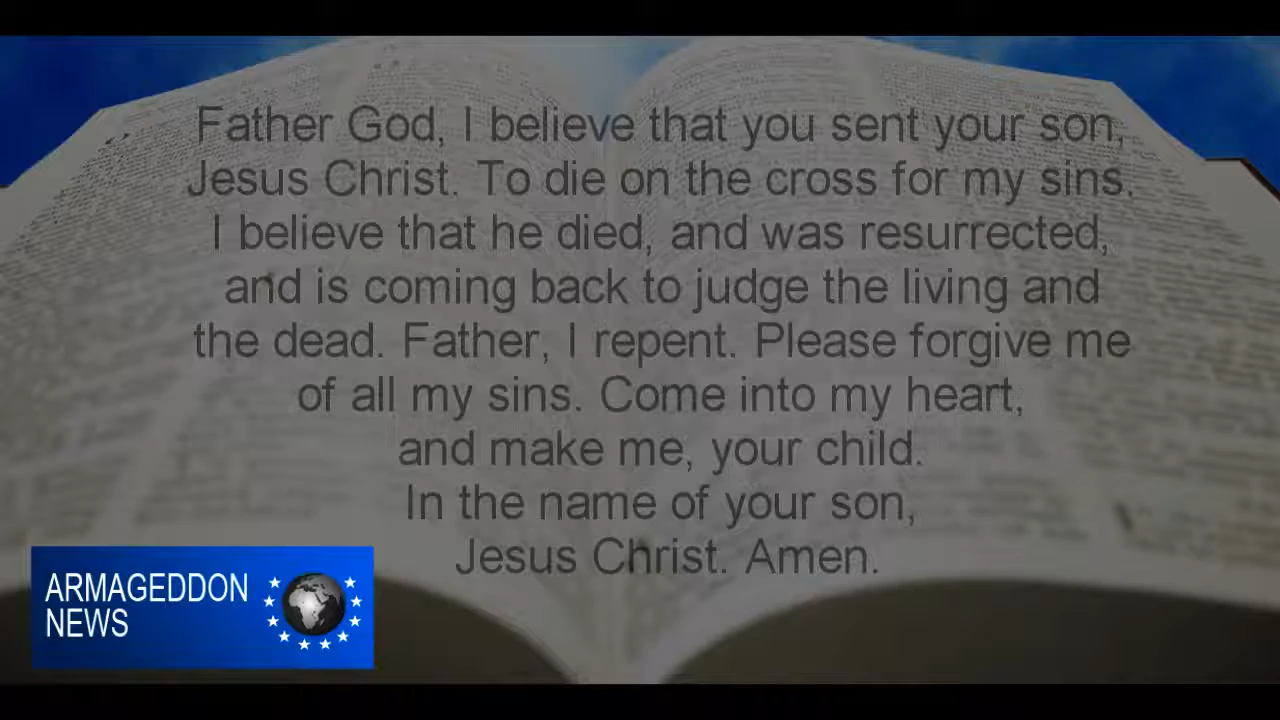 Father God, I believe that you sent your son,
Jesus Christ. To die on the cross for my sins.
I believe that he died, and was resurrected,
and is coming back to judge the living and
the dead. Father, I repent. Please forgive me
of all my sins. Come into my heart,
and make me, your child.
In the name of your son,
Jesus Christ. Amen.
ARMAGEDDON
NEWS